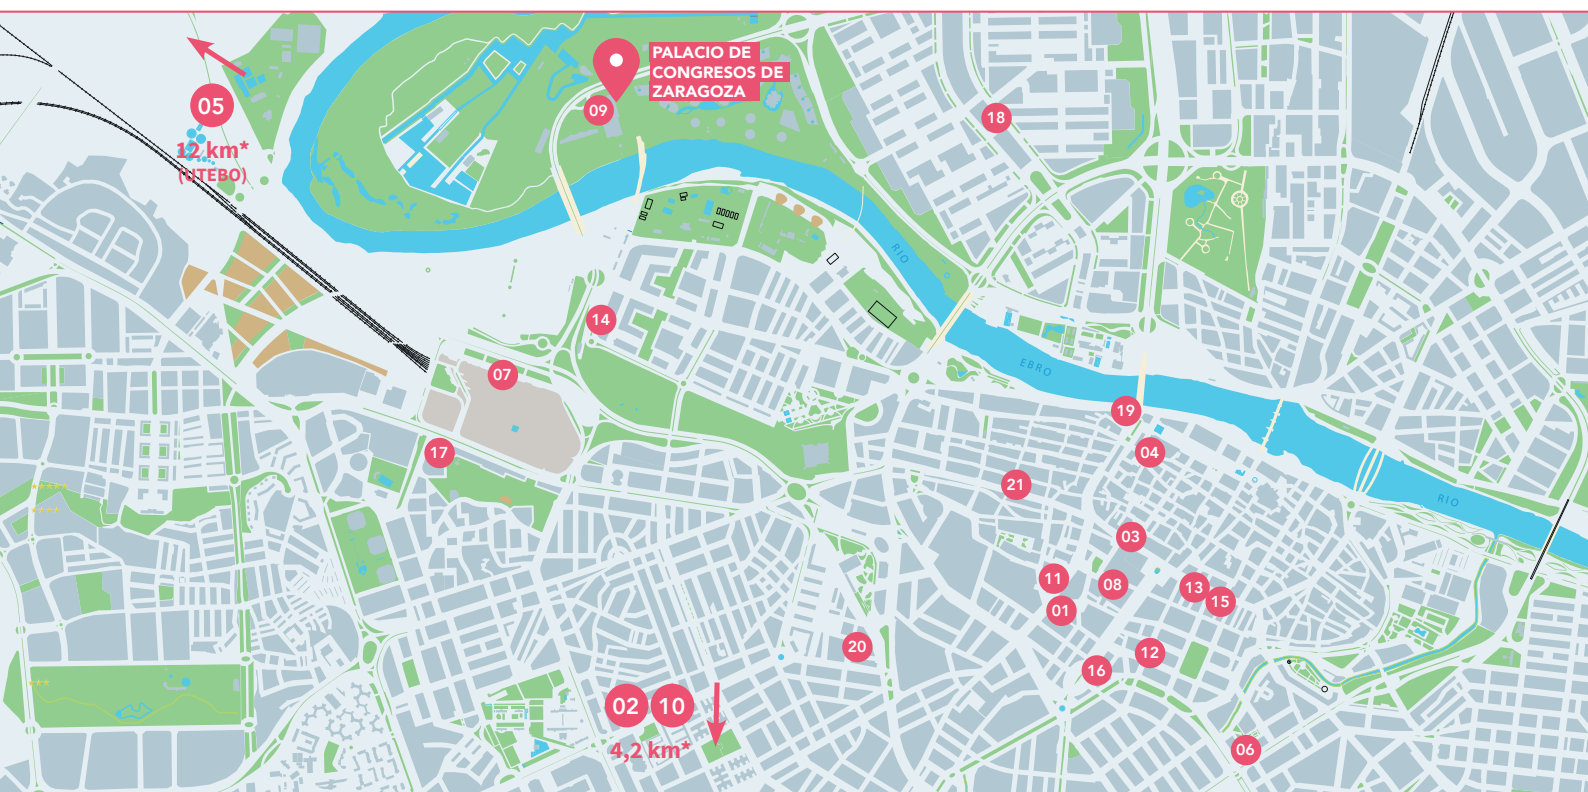 PALACIO DE
CONGRESOS DE
ZARAGOZA
05
12 km*
(UTEBO)
09
18
RIO
14
07
EBRO
19
17
04
21
RIO
03
11
08
13
15
01
20
12
16
02 10
4,2 km*
06